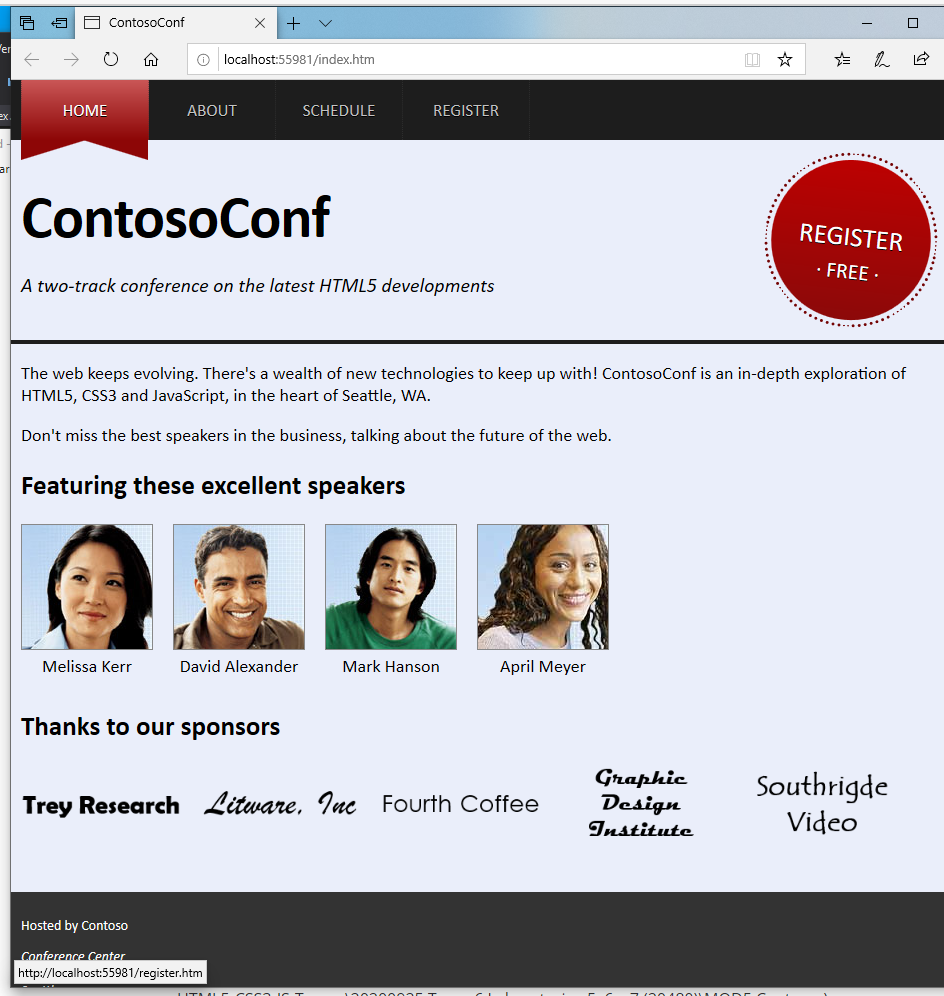 ContosoConf
localhost:55981/index.htm
HOME ABOUT SCHEDULE REGISTER
ContosoConf
A two-track conference on the latest HTML5 developments
REGISTER
· FREE ·
The web keeps evolving. There's a wealth of new technologies to keep up with! ContosoConf is an in-depth exploration of
HTML5, CSS3 and JavaScript, in the heart of Seattle, WA.
Don't miss the best speakers in the business, talking about the future of the web.
Featuring these excellent speakers
Melissa Kerr David Alexander Mark Hanson April Meyer
Thanks to our sponsors
Trey Research Litware, Inc Fourth Coffee
Graphic
Design
Institute
Southrigde
Video
Hosted by Contoso
Conference Center
http://localhost:55981/register.htm